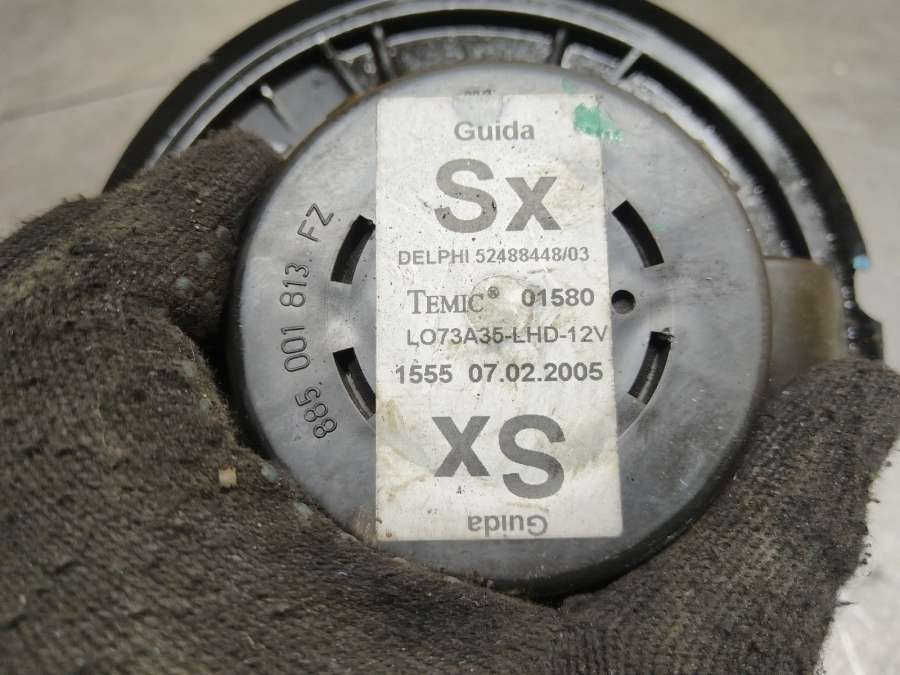 Guida
Sx
DELPHI 52488448/03
TEMIC® 01580
LO73A35-LHD-12V
1555 07.02.2005
Sx
Guida
885 001 813 FZ